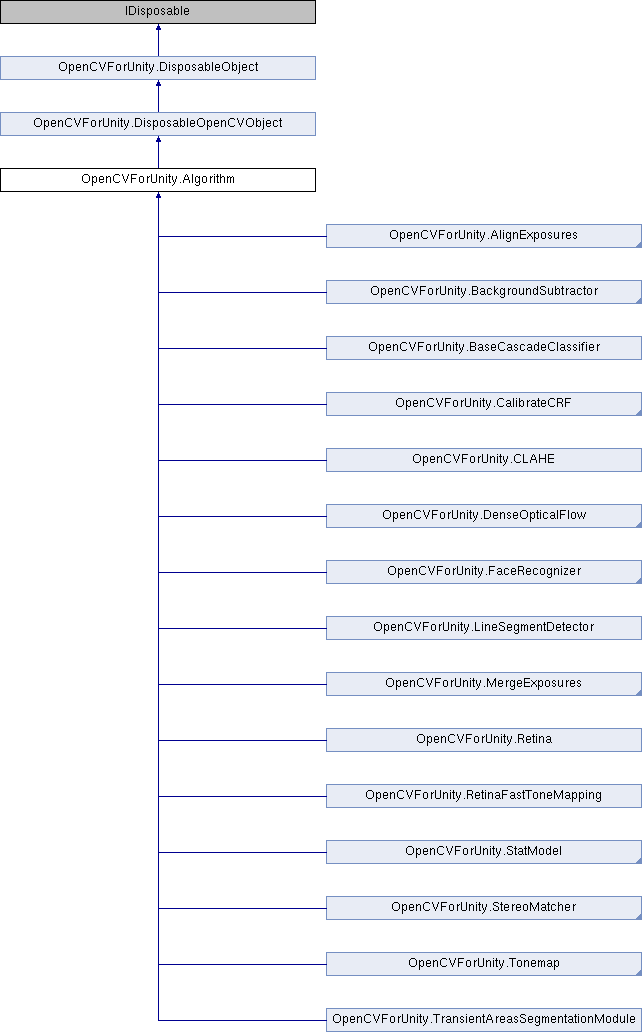 IDisposable
OpenCVForUnity.DisposableObject
OpenCVForUnity.DisposableOpenCVObject
OpenCVForUnity.Algorithm
OpenCVForUnity.AlignExposures
OpenCVForUnity.BackgroundSubtractor
OpenCVForUnity.BaseCascadeClassifier
OpenCVForUnity.CalibrateCRF
OpenCVForUnity.CLAHE
OpenCVForUnity.DenseOpticalFlow
OpenCVForUnity.FaceRecognizer
OpenCVForUnity.LineSegmentDetector
OpenCVForUnity.MergeExposures
OpenCVForUnity.Retina
OpenCVForUnity.RetinaFastToneMapping
OpenCVForUnity.StatModel
OpenCVForUnity.StereoMatcher
OpenCVForUnity.Tonemap
OpenCVForUnity.TransientAreasSegmentationModule